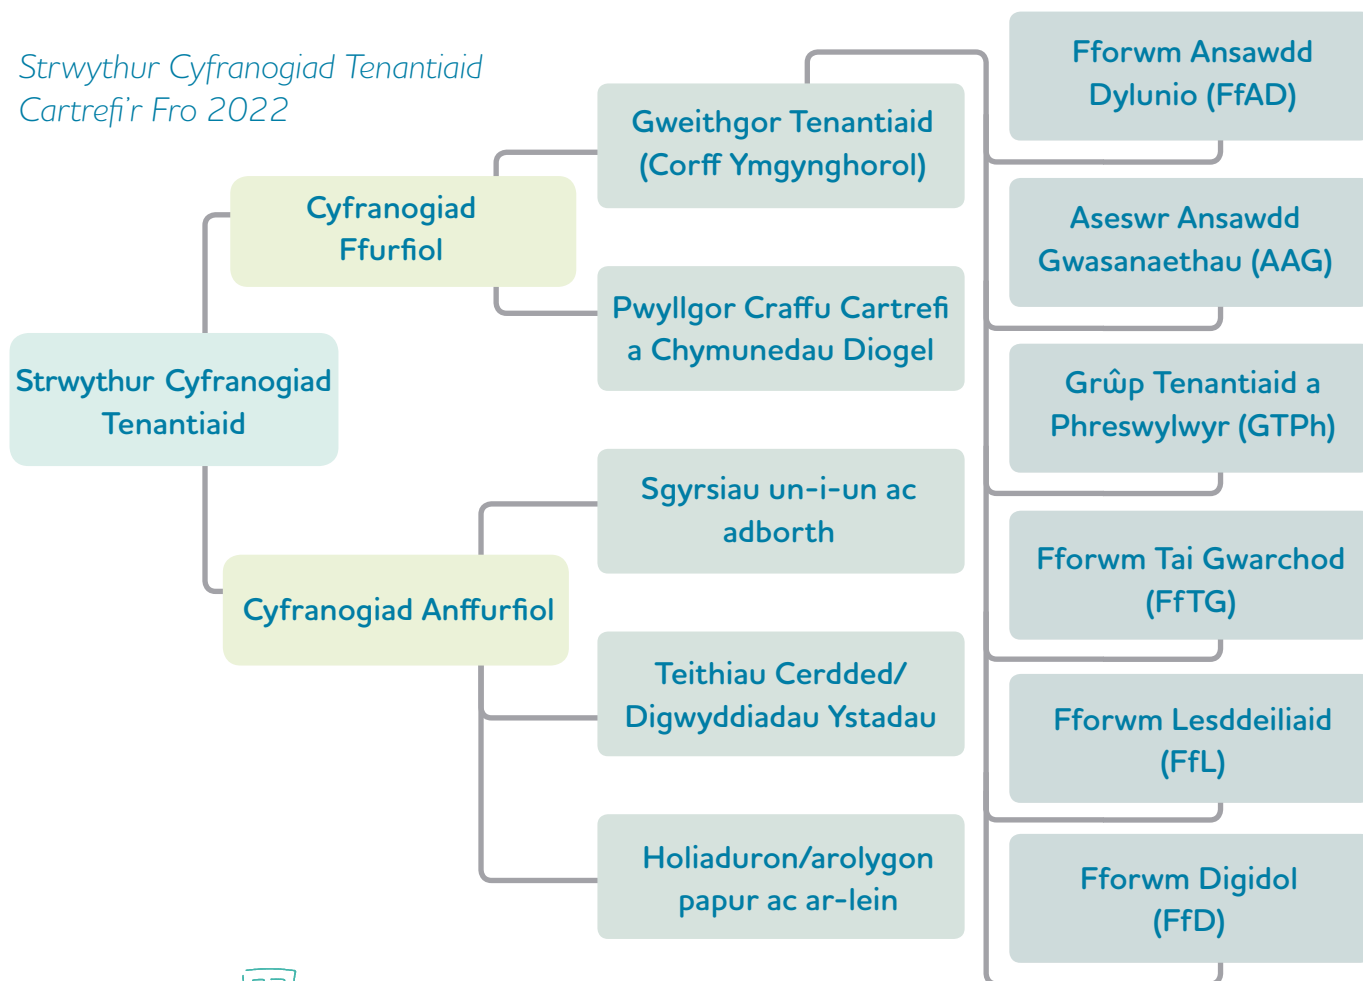 Strwythur Cyfranogiad Tenantiaid
Cartrefi'r Fro 2022
Strwythur Cyfranogiad
Tenantiaid
Cyfranogiad
Ffurfiol
Cyfranogiad Anffurfiol
Gweithgor Tenantiaid
(Corff Ymgynghorol)
Pwyllgor Craffu Cartrefi
a Chymunedau Diogel
Sgyrsiau un-i-un ac
adborth
Teithiau Cerdded/
Digwyddiadau Ystadau
Holiaduron/arolygon
papur ac ar-lein
Fforwm Ansawdd
Dylunio (FfAD)
Aseswr Ansawdd
Gwasanaethau (AAG)
Grŵp Tenantiaid a
Phreswylwyr (GTPh)
Fforwm Tai Gwarchod
(FfTG)
Fforwm Lesddeiliaid
(FfL)
Fforwm Digidol
(FfD)